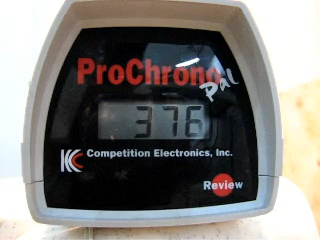 ProChrono
Pal
376
Competition Electronics, Inc.
Review